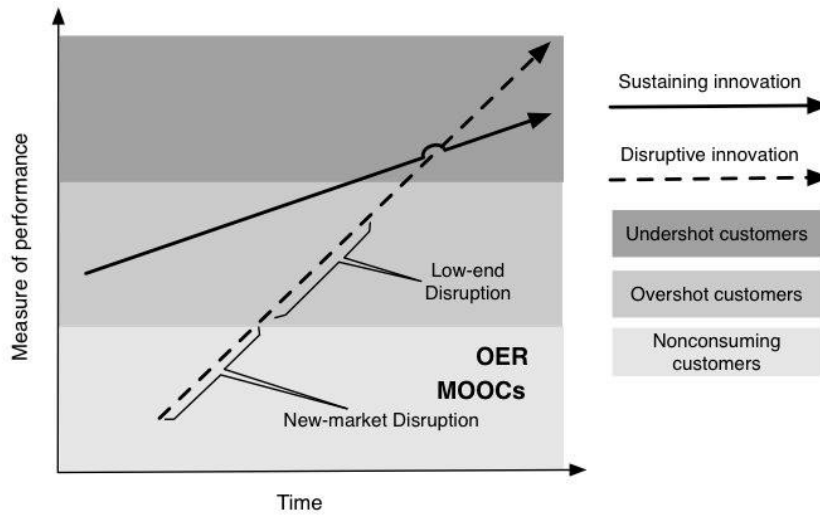 Measure of performance
Low-end
Disruption
OER
MOOCs
New-market Disruption
Time
Sustaining innovation
Disruptive innovation
Undershot customers
Overshot customers
Nonconsuming
customers